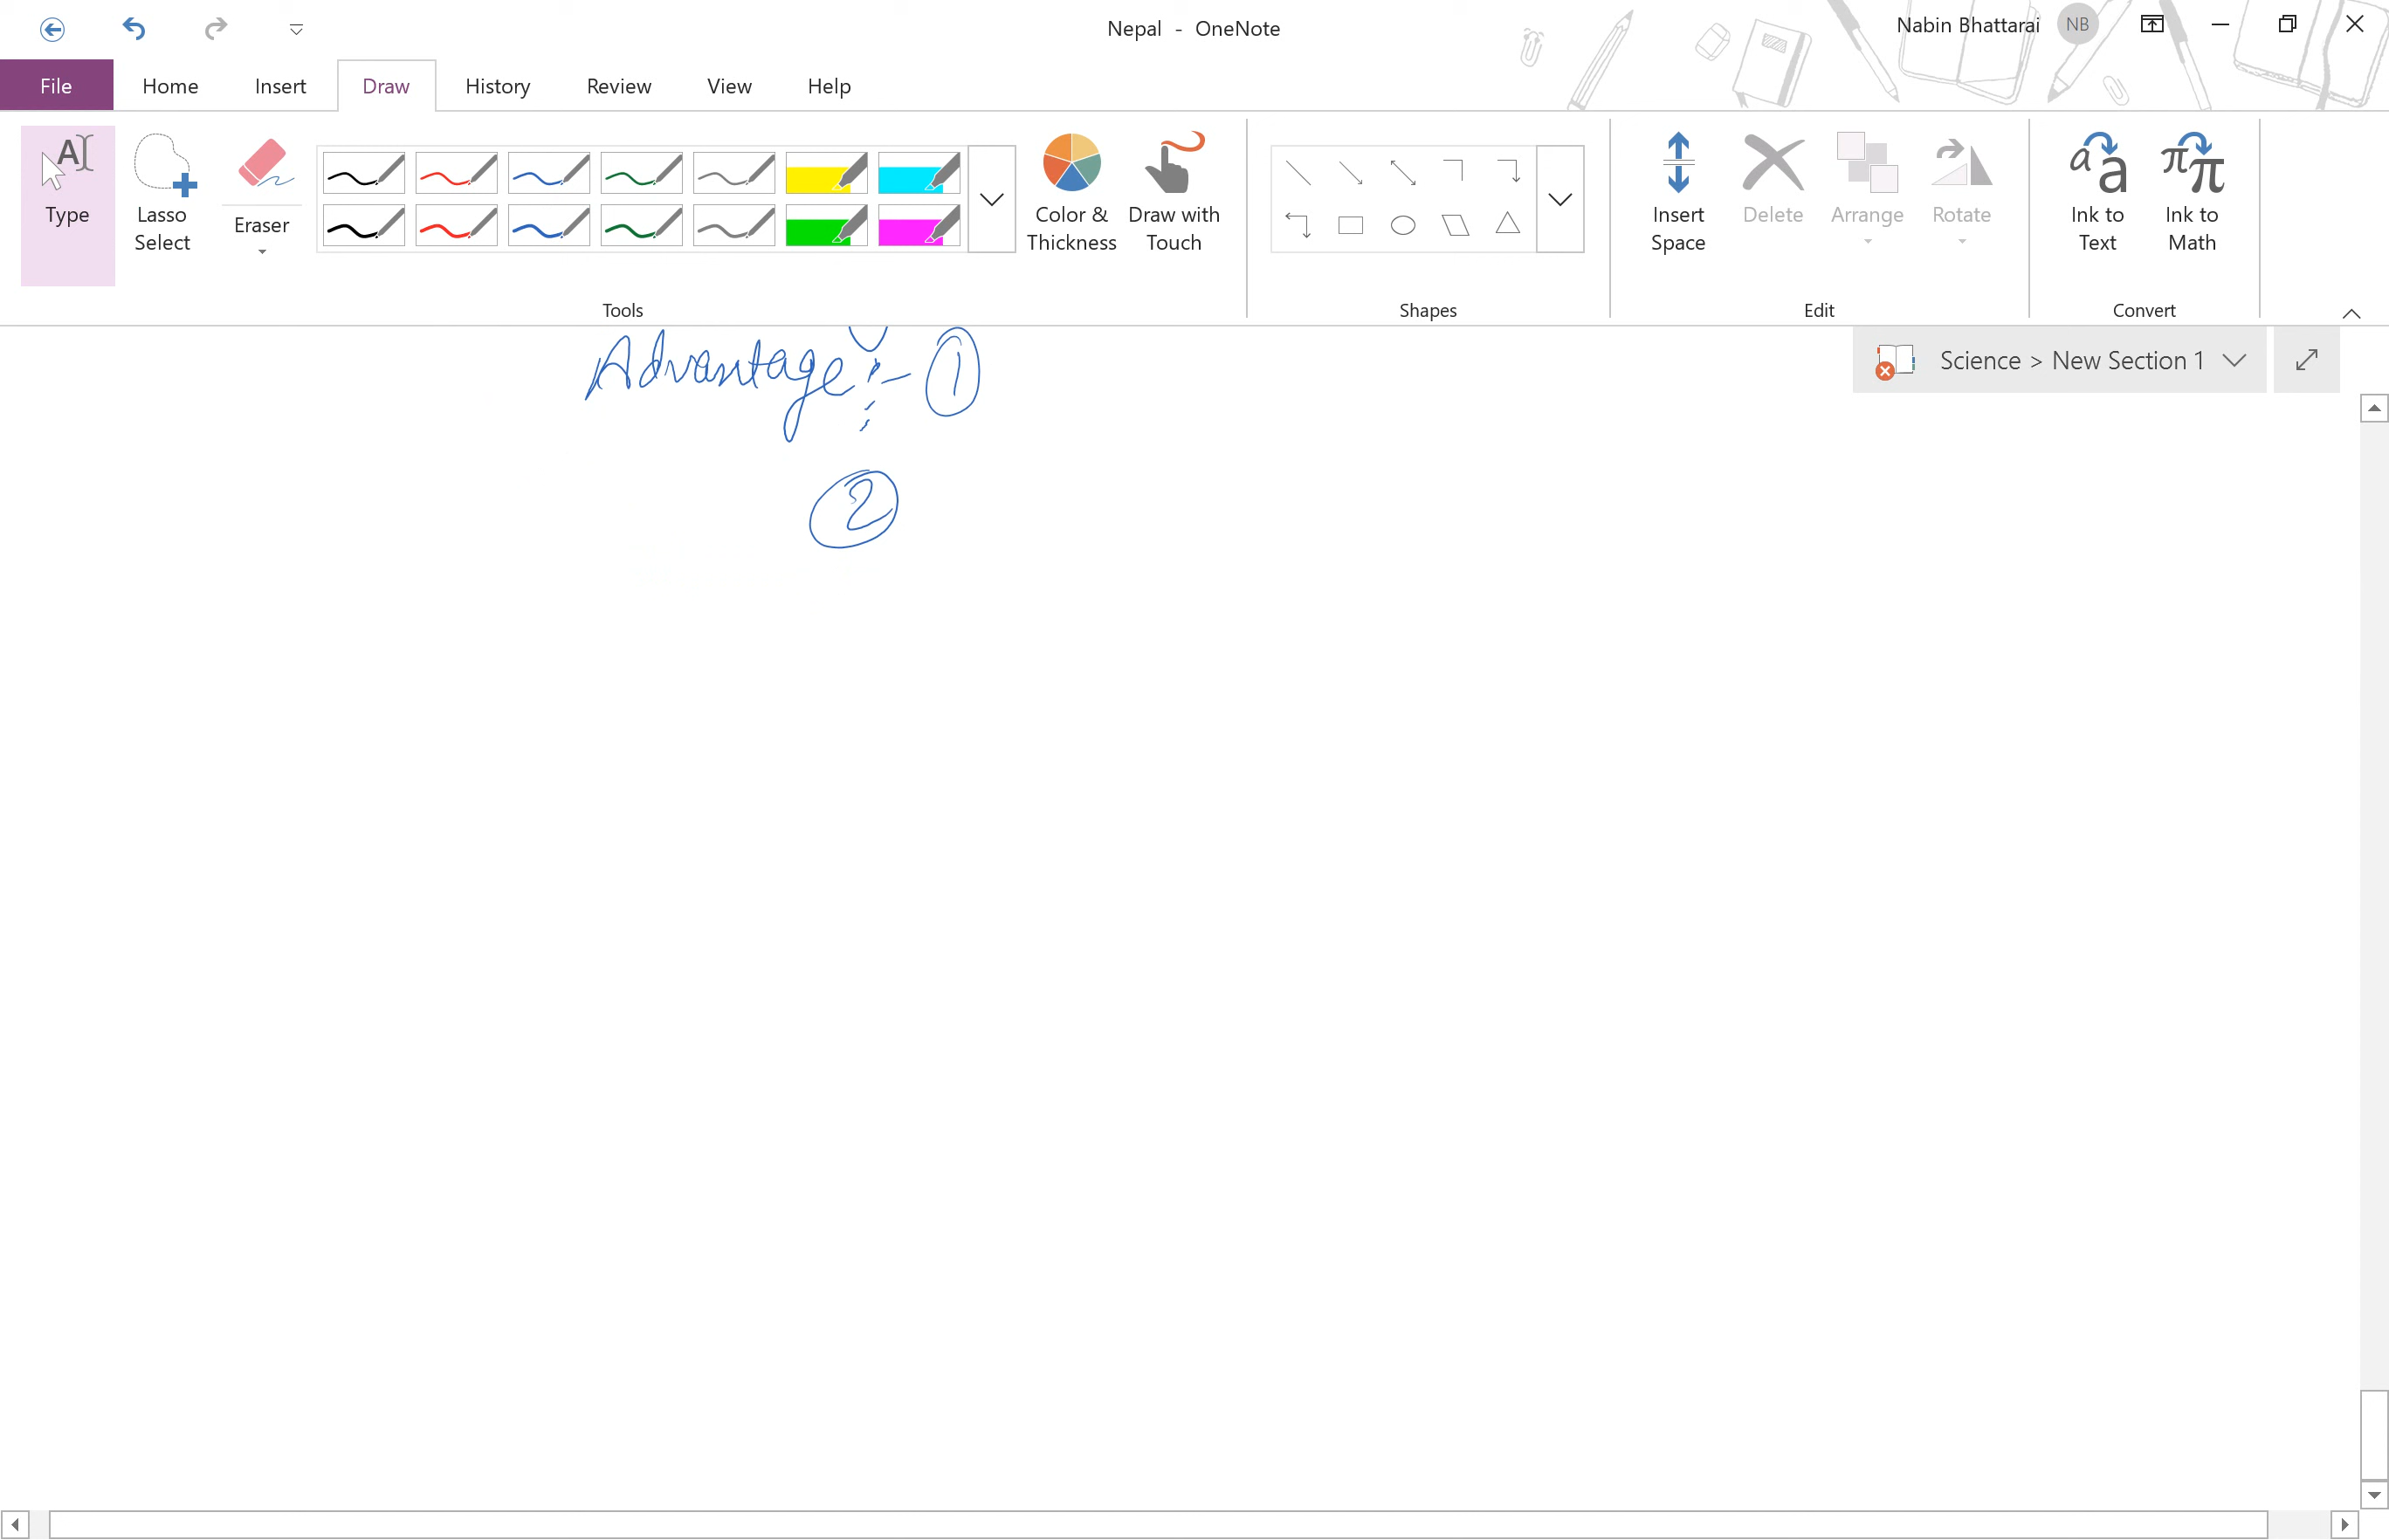 Nepal - OneNote
Nabin Bhattarai NB
File Home Insert Draw History Review View Help
Type
Lasso Select
Eraser
Color & Thickness
Draw with Touch
Insert Space
Delete
Arrange
Rotate
Ink to Text
Ink to Math
Tools
Shapes
Edit
Convert
Science > New Section 1
Advantage :- ①
②